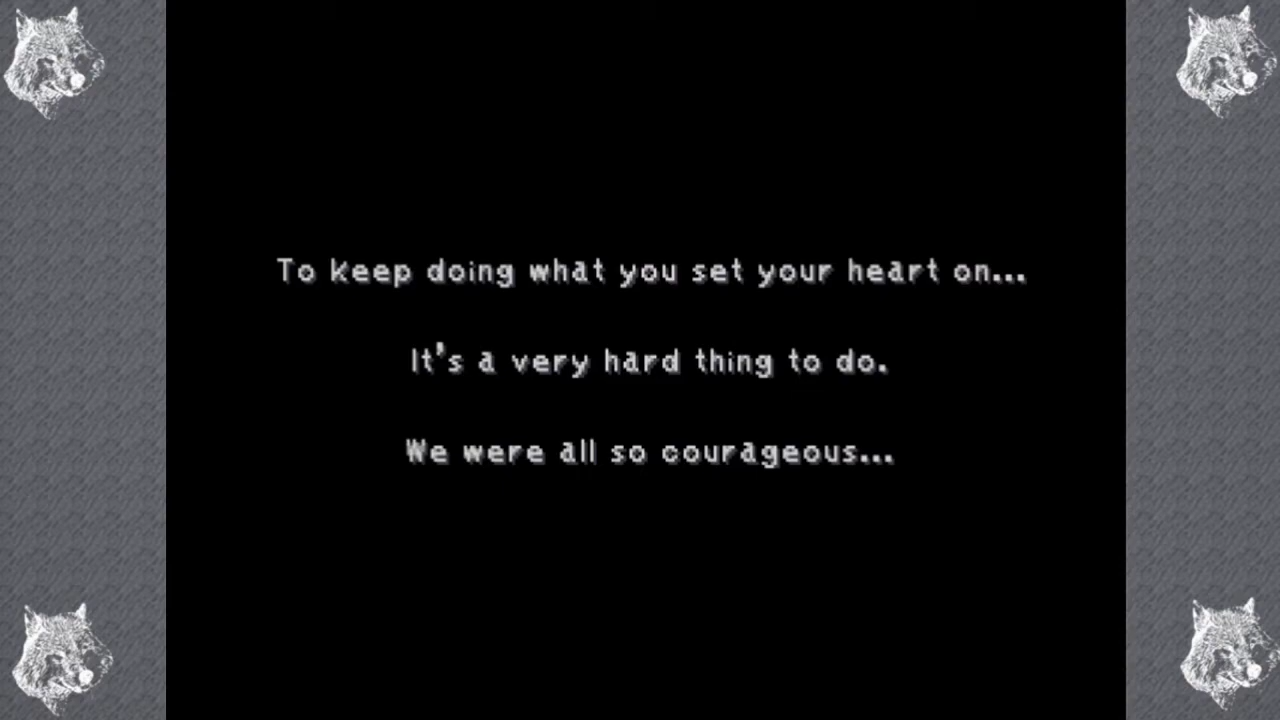 To keep doing what you set your heart on...
It's a very hard thing to do.
We were all so courageous...